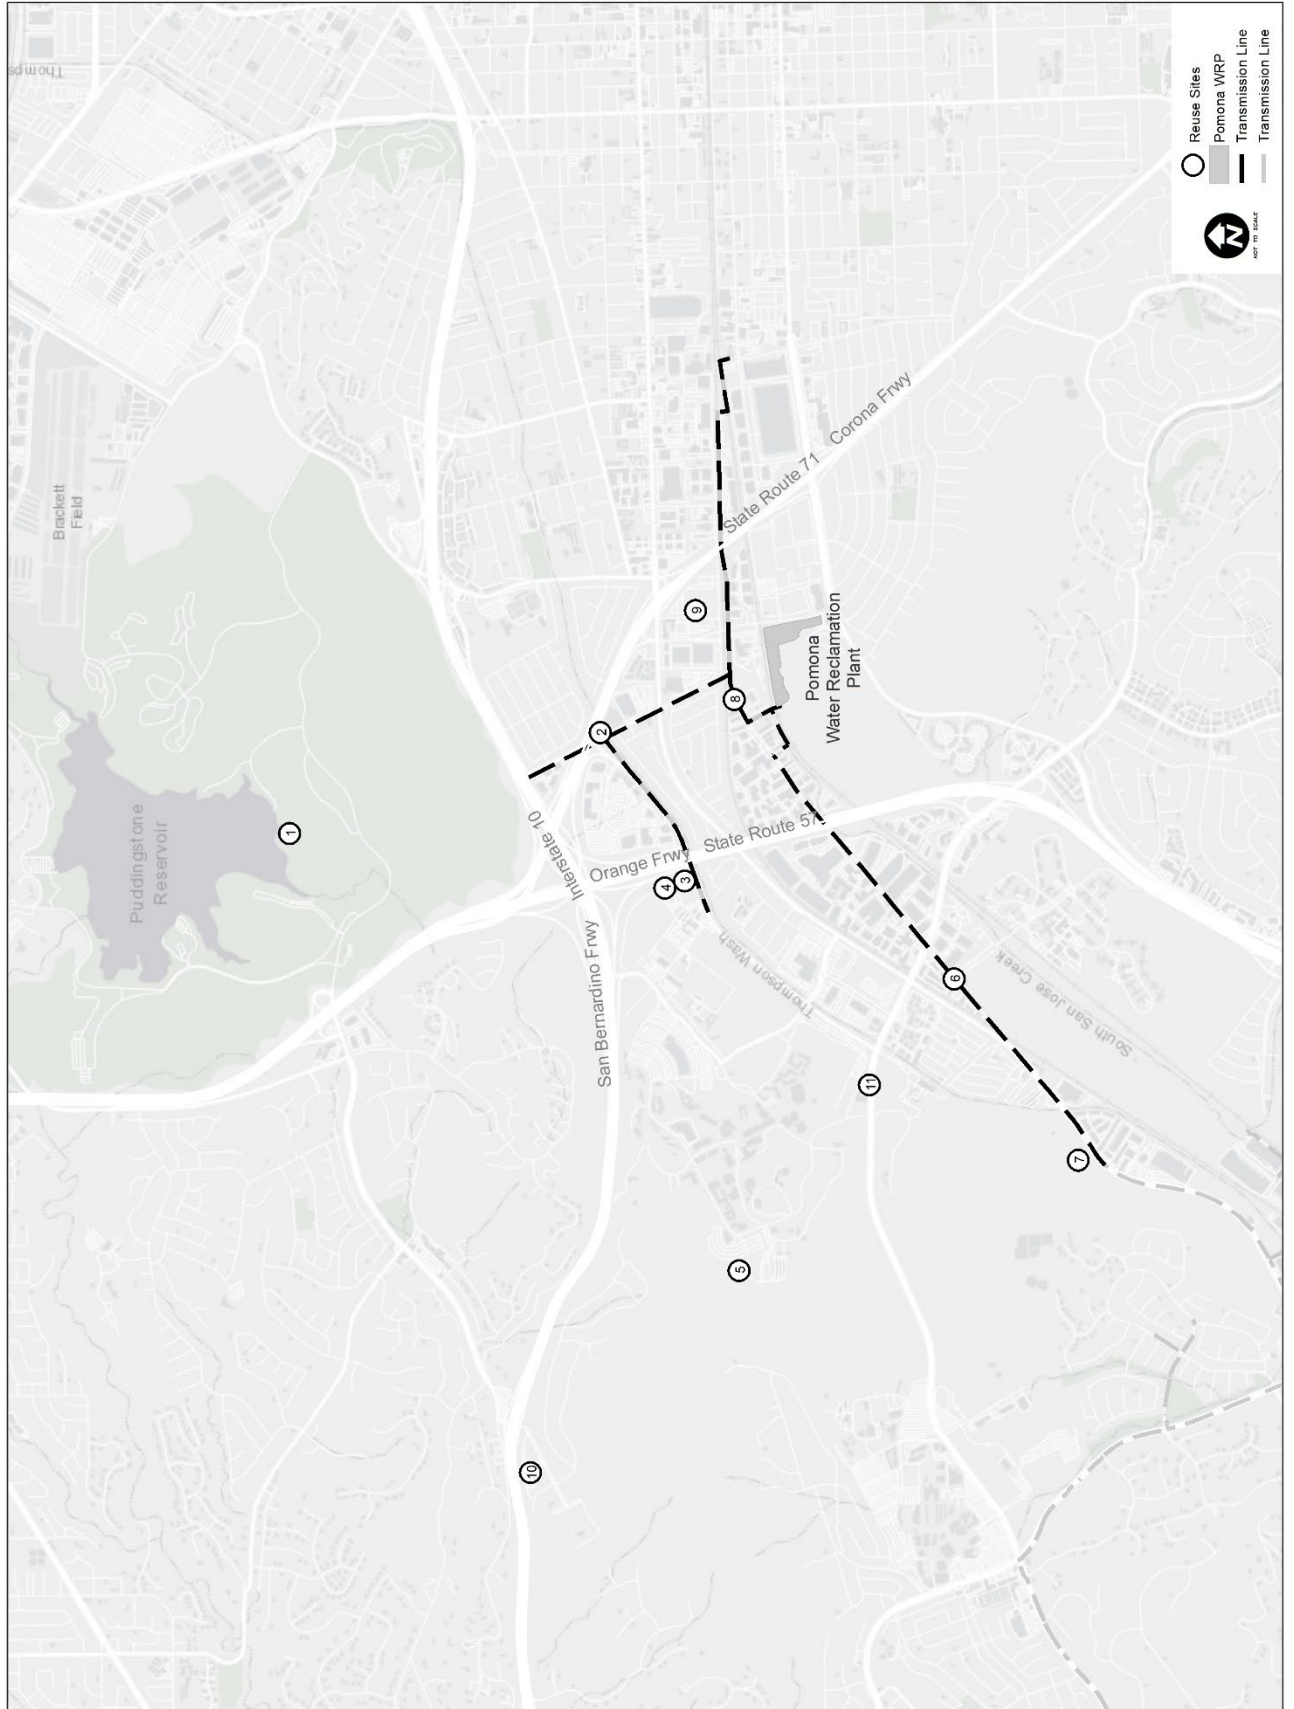 Thomps
Brackett
Field
Puddingstone
Reservoir
1
Interstate 10
San Bernardino Frwy
10
2
Orange Frwy
State Route 57
4
3
9
State Route 71
Corona Frwy
8
Pomona
Water Reclamation
Plant
Thompson Wash
5
11
6
South San Jose Creek
7
N
NOT TO SCALE
Reuse Sites
Pomona WRP
Transmission Line
Transmission Line